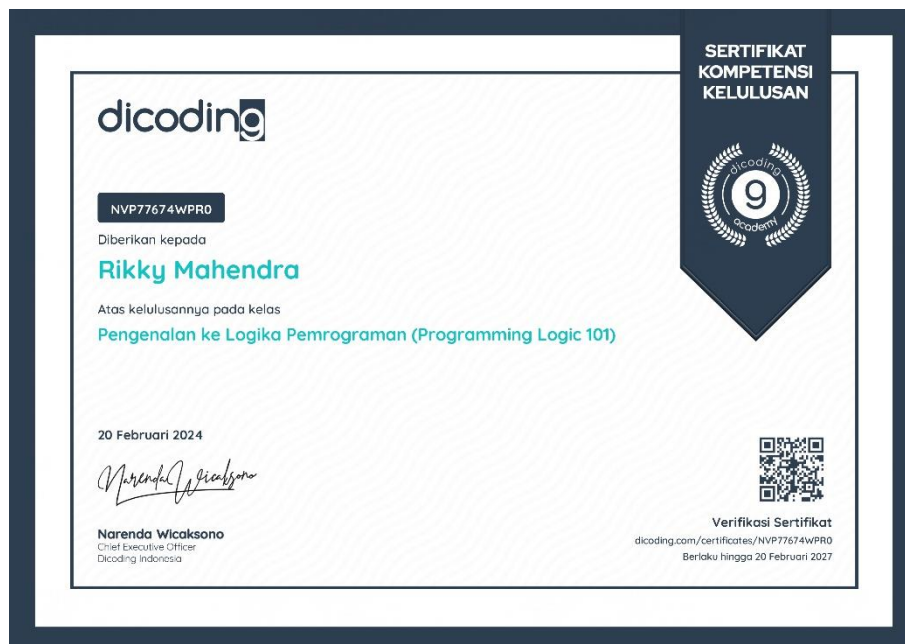 SERTIFIKAT
KOMPETENSI
KELULUSAN
dicoding
dicoding
9
academy
NVP77674WPR0
Diberikan kepada
Rikky Mahendra
Atas kelulusannya pada kelas
Pengenalan ke Logika Pemrograman (Programming Logic 101)
20 Februari 2024
Narenda Wicaksono
Narenda Wicaksono
Chief Executive Officer
Dicoding Indonesia
Verifikasi Sertifikat
dicoding.com/certificates/NVP77674WPR0
Berlaku hingga 20 Februari 2027